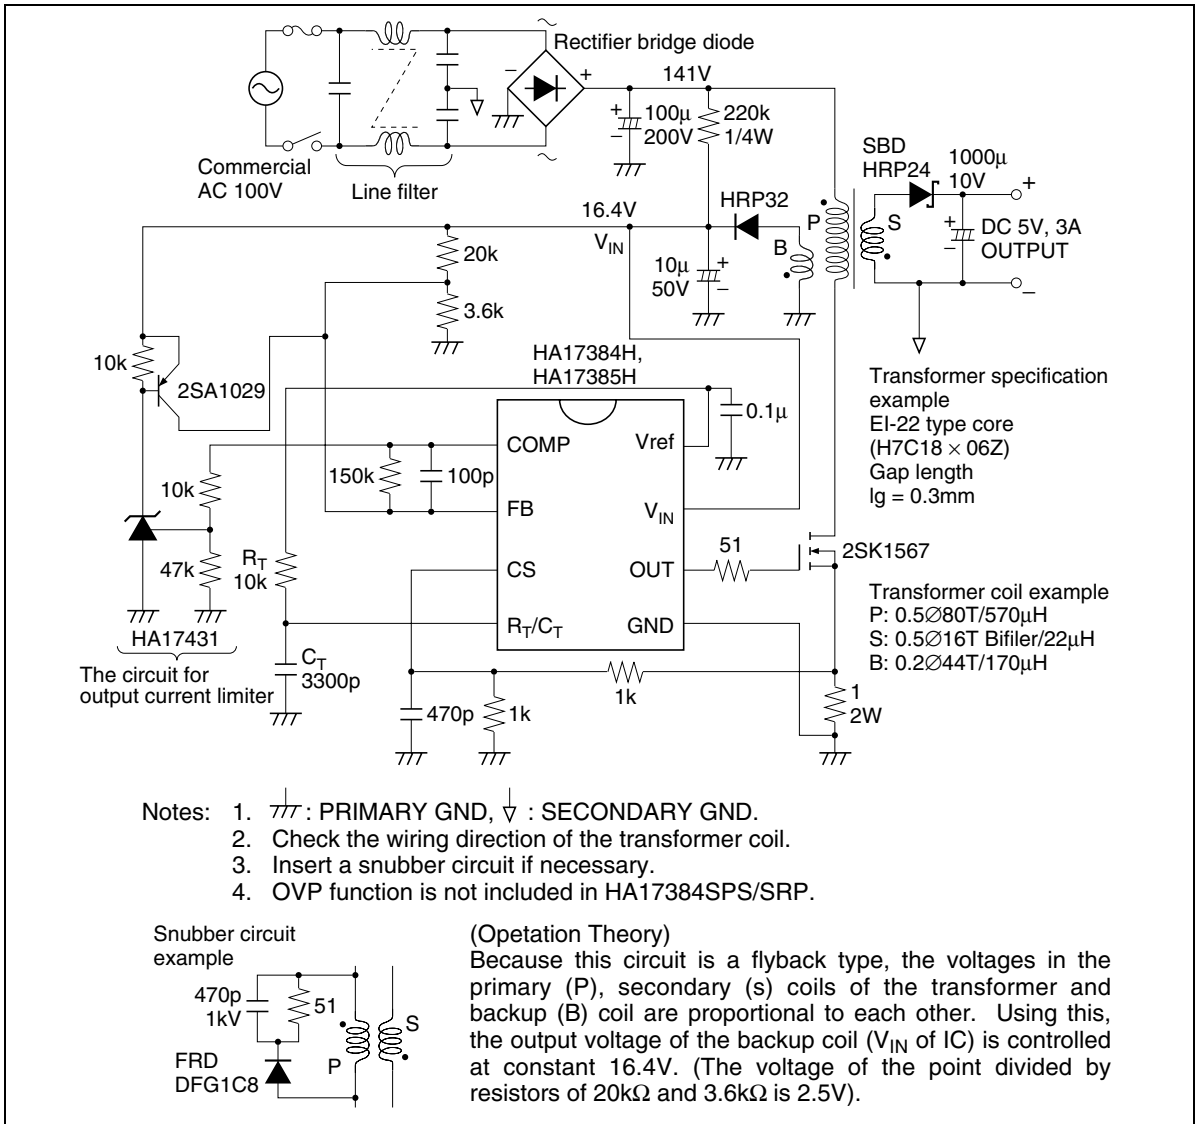 Rectifier bridge diode
−
+
141V
100μ
200V
+
−
220k
1/4W
Commercial
AC 100V
Line filter
SBD
HRP24
1000μ
10V
+
+
−
DC 5V, 3A
OUTPUT
−
16.4V
VIN
HRP32
P
S
B
10μ
50V
+
−
20k
3.6k
10k
2SA1029
HA17384H,
HA17385H
0.1μ
Transformer specification
example
EI-22 type core
(H7C18 × 06Z)
Gap length
lg = 0.3mm
COMP
Vref
150k
100p
10k
FB
VIN
51
2SK1567
47k
RT
10k
CS
OUT
Transformer coil example
P: 0.5∅80T/570μH
S: 0.5∅16T Bifiler/22μH
B: 0.2∅44T/170μH
RT/CT
GND
HA17431
The circuit for
output current limiter
CT
3300p
1k
470p
1k
1
2W
Notes: 1. : PRIMARY GND, : SECONDARY GND.
2. Check the wiring direction of the transformer coil.
3. Insert a snubber circuit if necessary.
4. OVP function is not included in HA17384SPS/SRP.
Snubber circuit
example
470p
1kV
51
FRD
DFG1C8
P
S
(Opetation Theory)
Because this circuit is a flyback type, the voltages in the
primary (P), secondary (s) coils of the transformer and
backup (B) coil are proportional to each other. Using this,
the output voltage of the backup coil (VIN of IC) is controlled
at constant 16.4V. (The voltage of the point divided by
resistors of 20kΩ and 3.6kΩ is 2.5V).